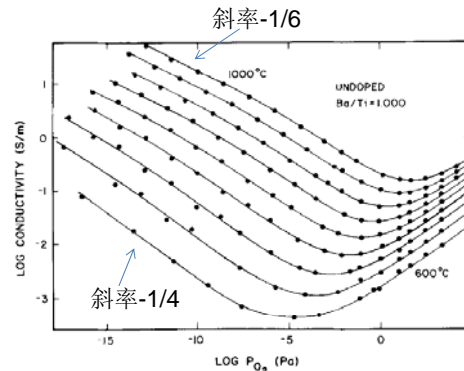 斜率-1/6
1000°C
UNDOPED
Ba/Ti=1.000
1
0
-1
-2
-3
LOG CONDUCTIVITY (S/m)
斜率-1/4
600°C
-15 -10 -5 0
LOG P_O₂ (Pa)